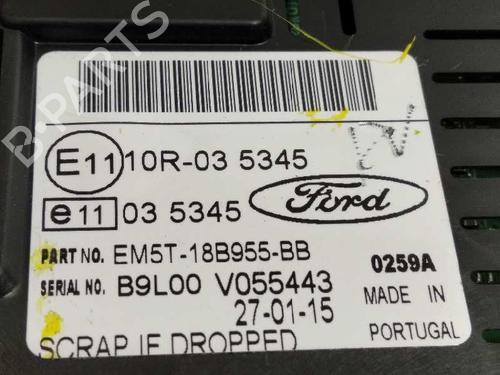 E11 10R-03 5345
e11 03 5345
Ford
PART NO. EM5T-18B955-BB
0259A
SERIAL NO. B9L00 V055443
MADE IN
27-01-15
PORTUGAL
SCRAP IF DROPPED
B-PARTS